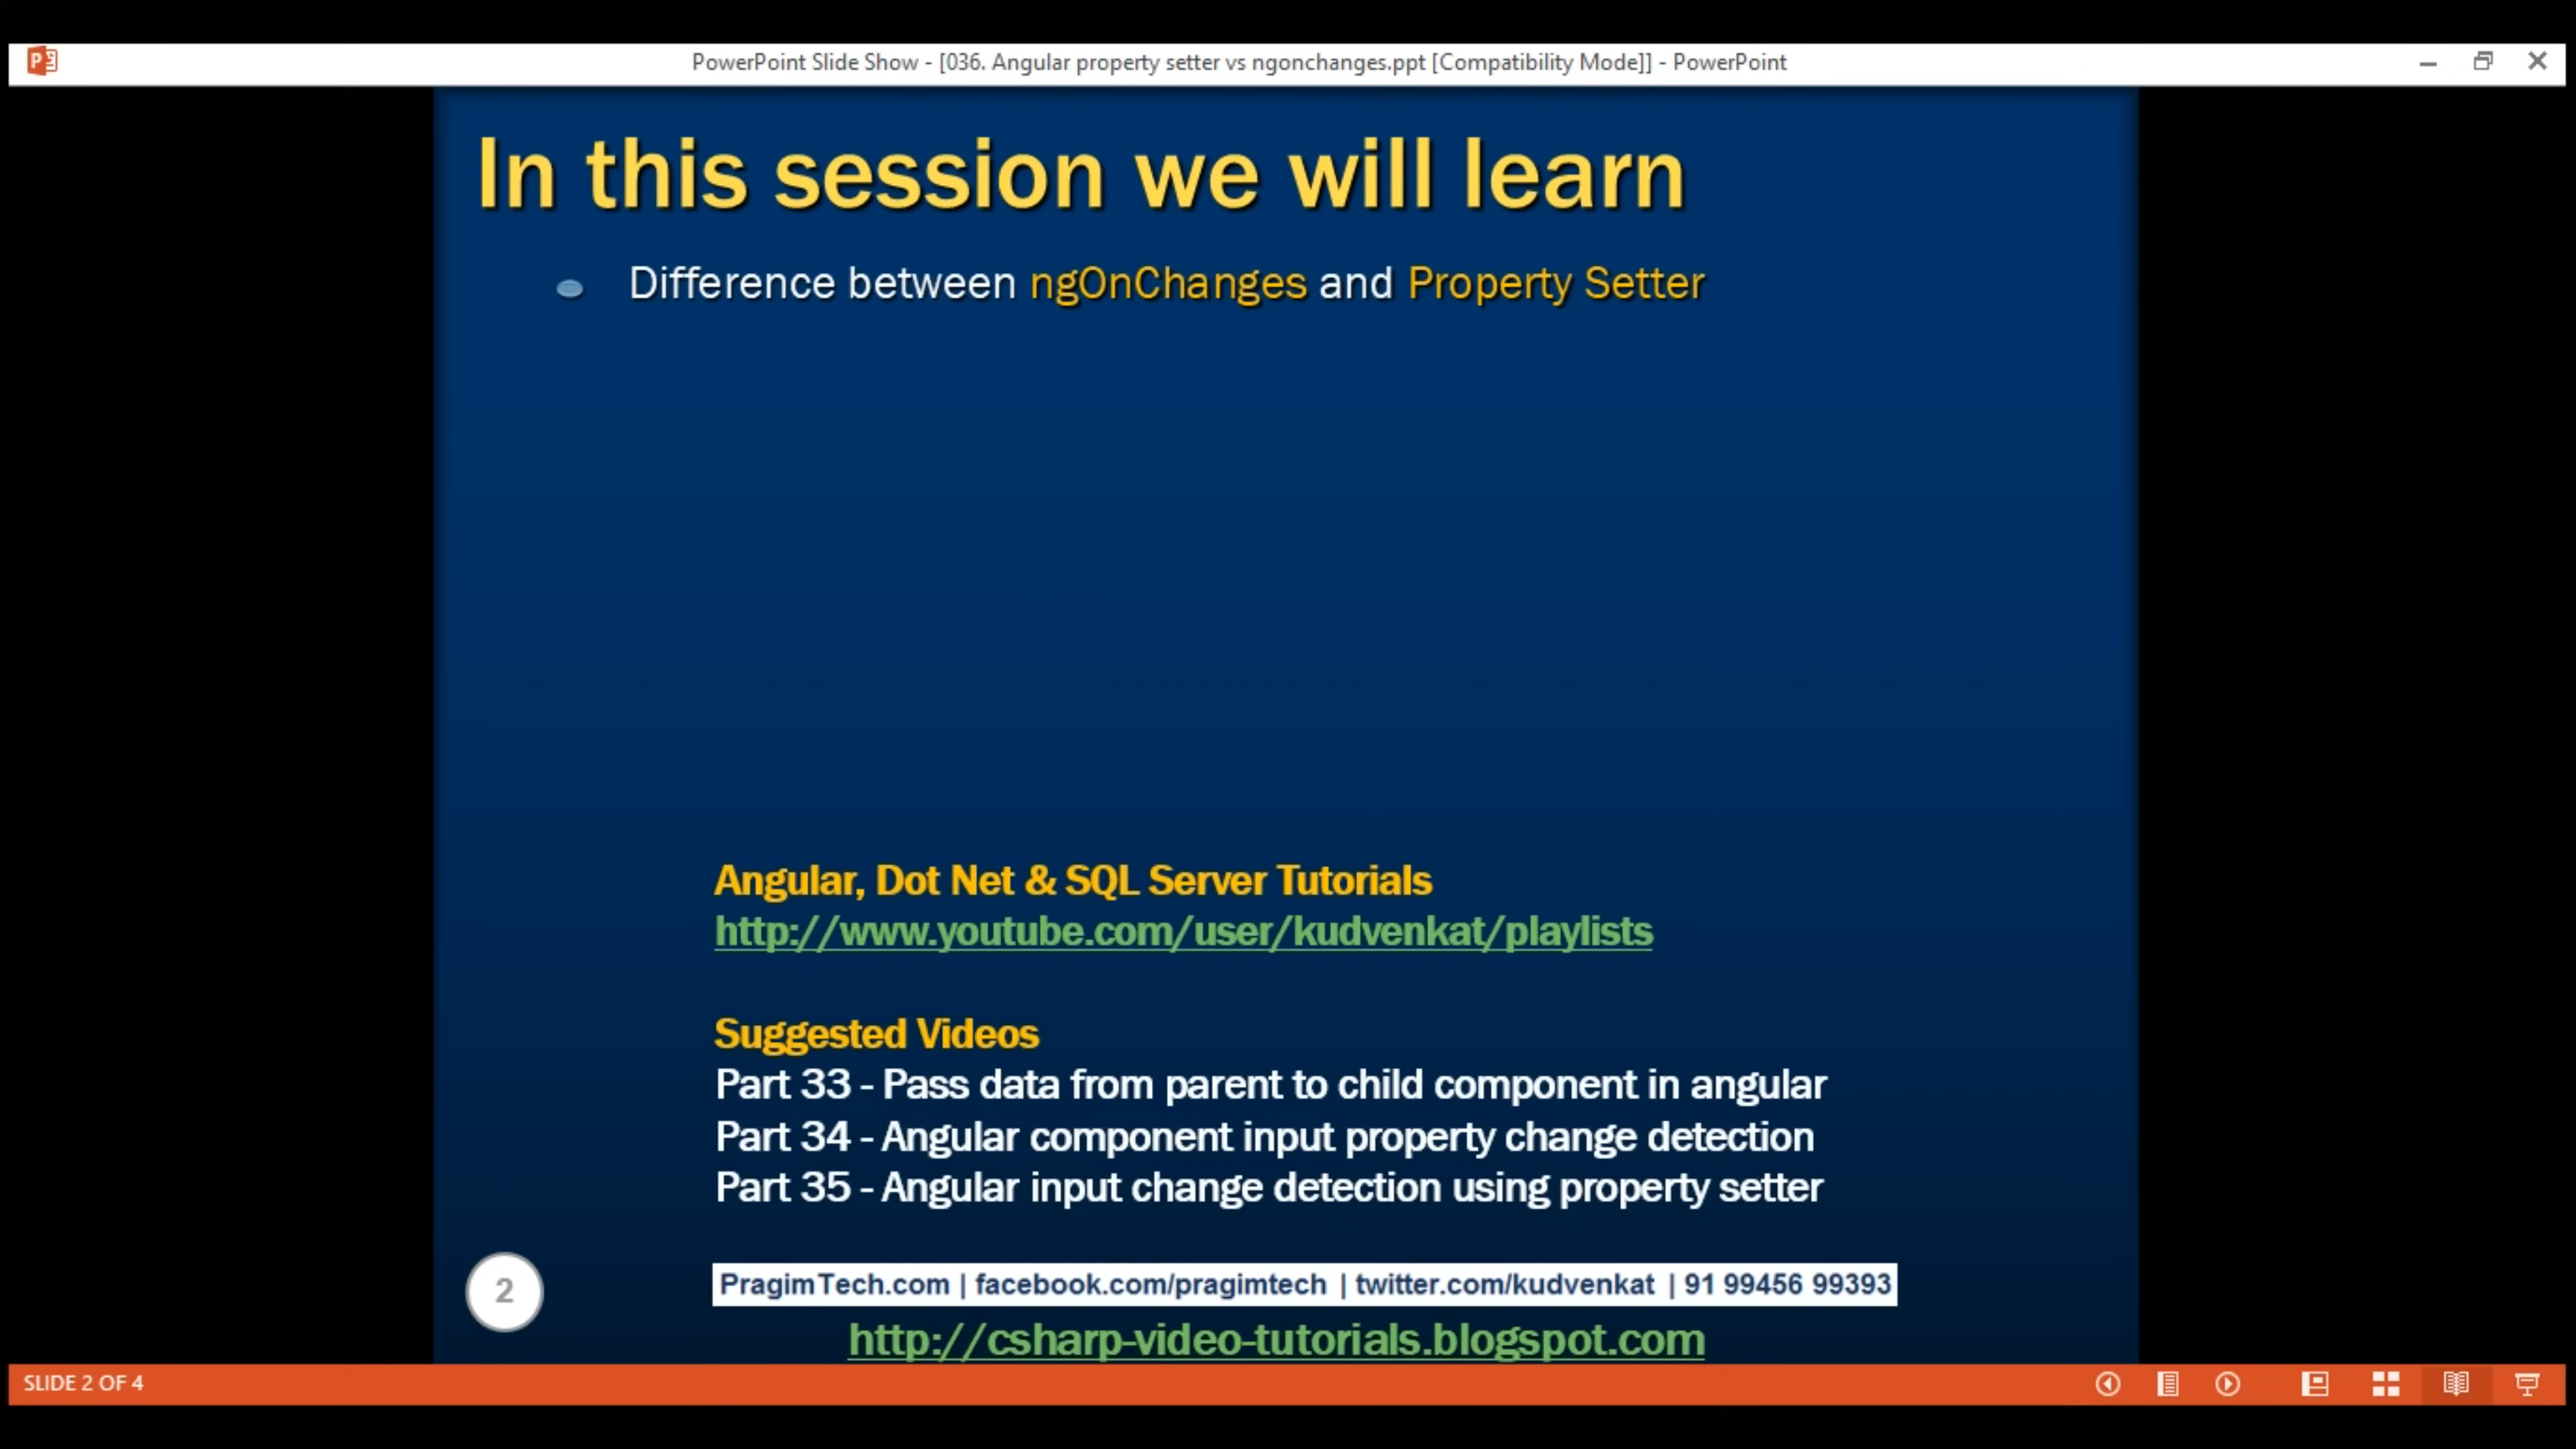 PowerPoint Slide Show - [036. Angular property setter vs ngonchanges.ppt [Compatibility Mode]] - PowerPoint
In this session we will learn
Difference between ngOnChanges and Property Setter
Angular, Dot Net & SQL Server Tutorials
http://www.youtube.com/user/kudvenkat/playlists
Suggested Videos
Part 33 - Pass data from parent to child component in angular
Part 34 - Angular component input property change detection
Part 35 - Angular input change detection using property setter
2
PragimTech.com | facebook.com/pragimtech | twitter.com/kudvenkat | 91 99456 99393
http://csharp-video-tutorials.blogspot.com
SLIDE 2 OF 4